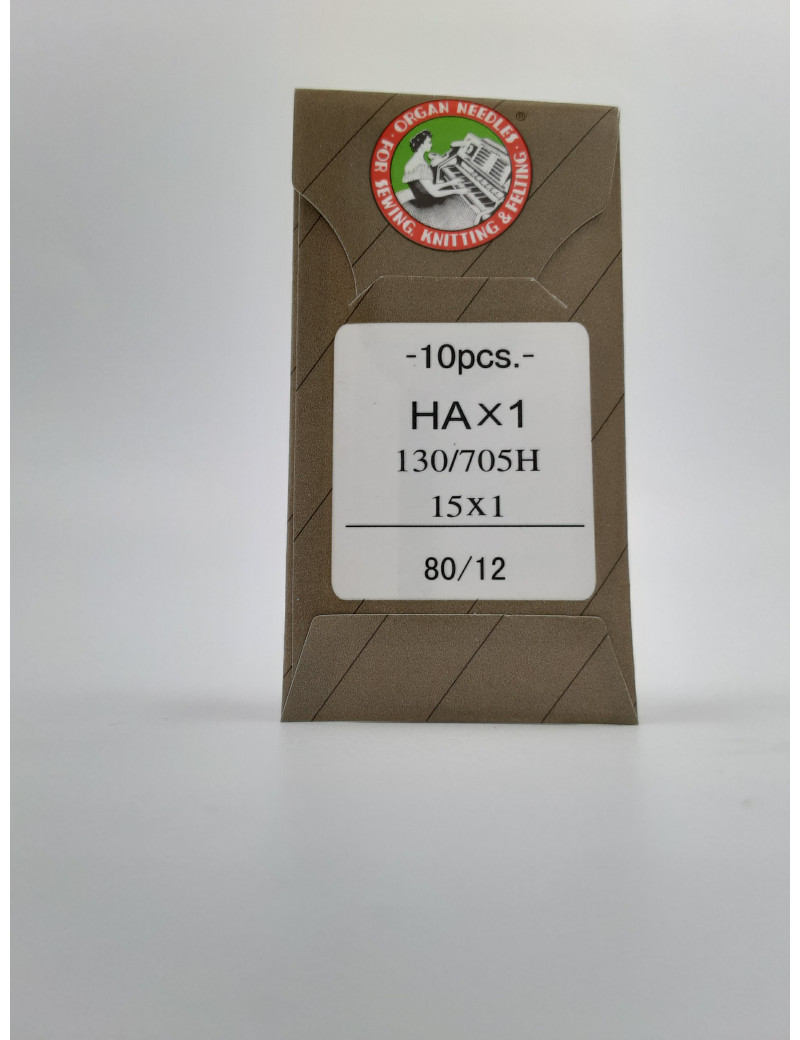 · ORGAN NEEDLES · ®
FOR SEWING, KNITTING & FELTING
-10pcs.-
HA×1
130/705H
15x1
80/12